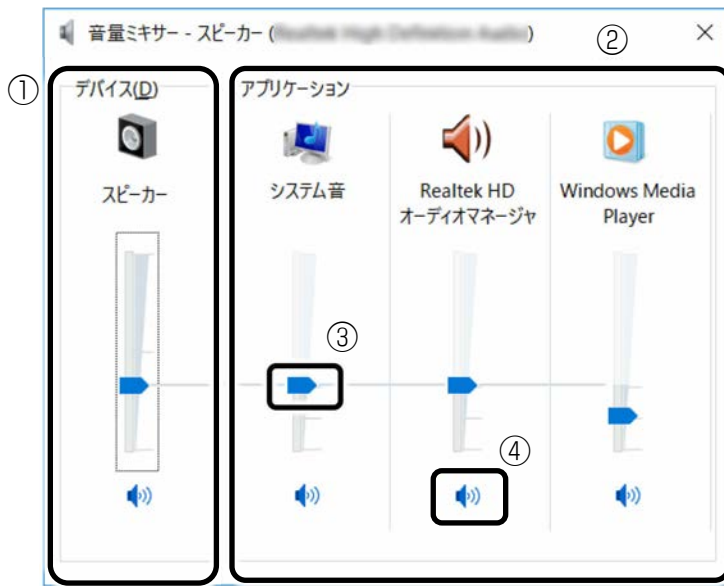 音量ミキサー - スピーカー (
)
②
①
デバイス(D)
アプリケーション
スピーカー
システム音
Realtek HD
オーディオマネージャ
Windows Media
Player
③
④